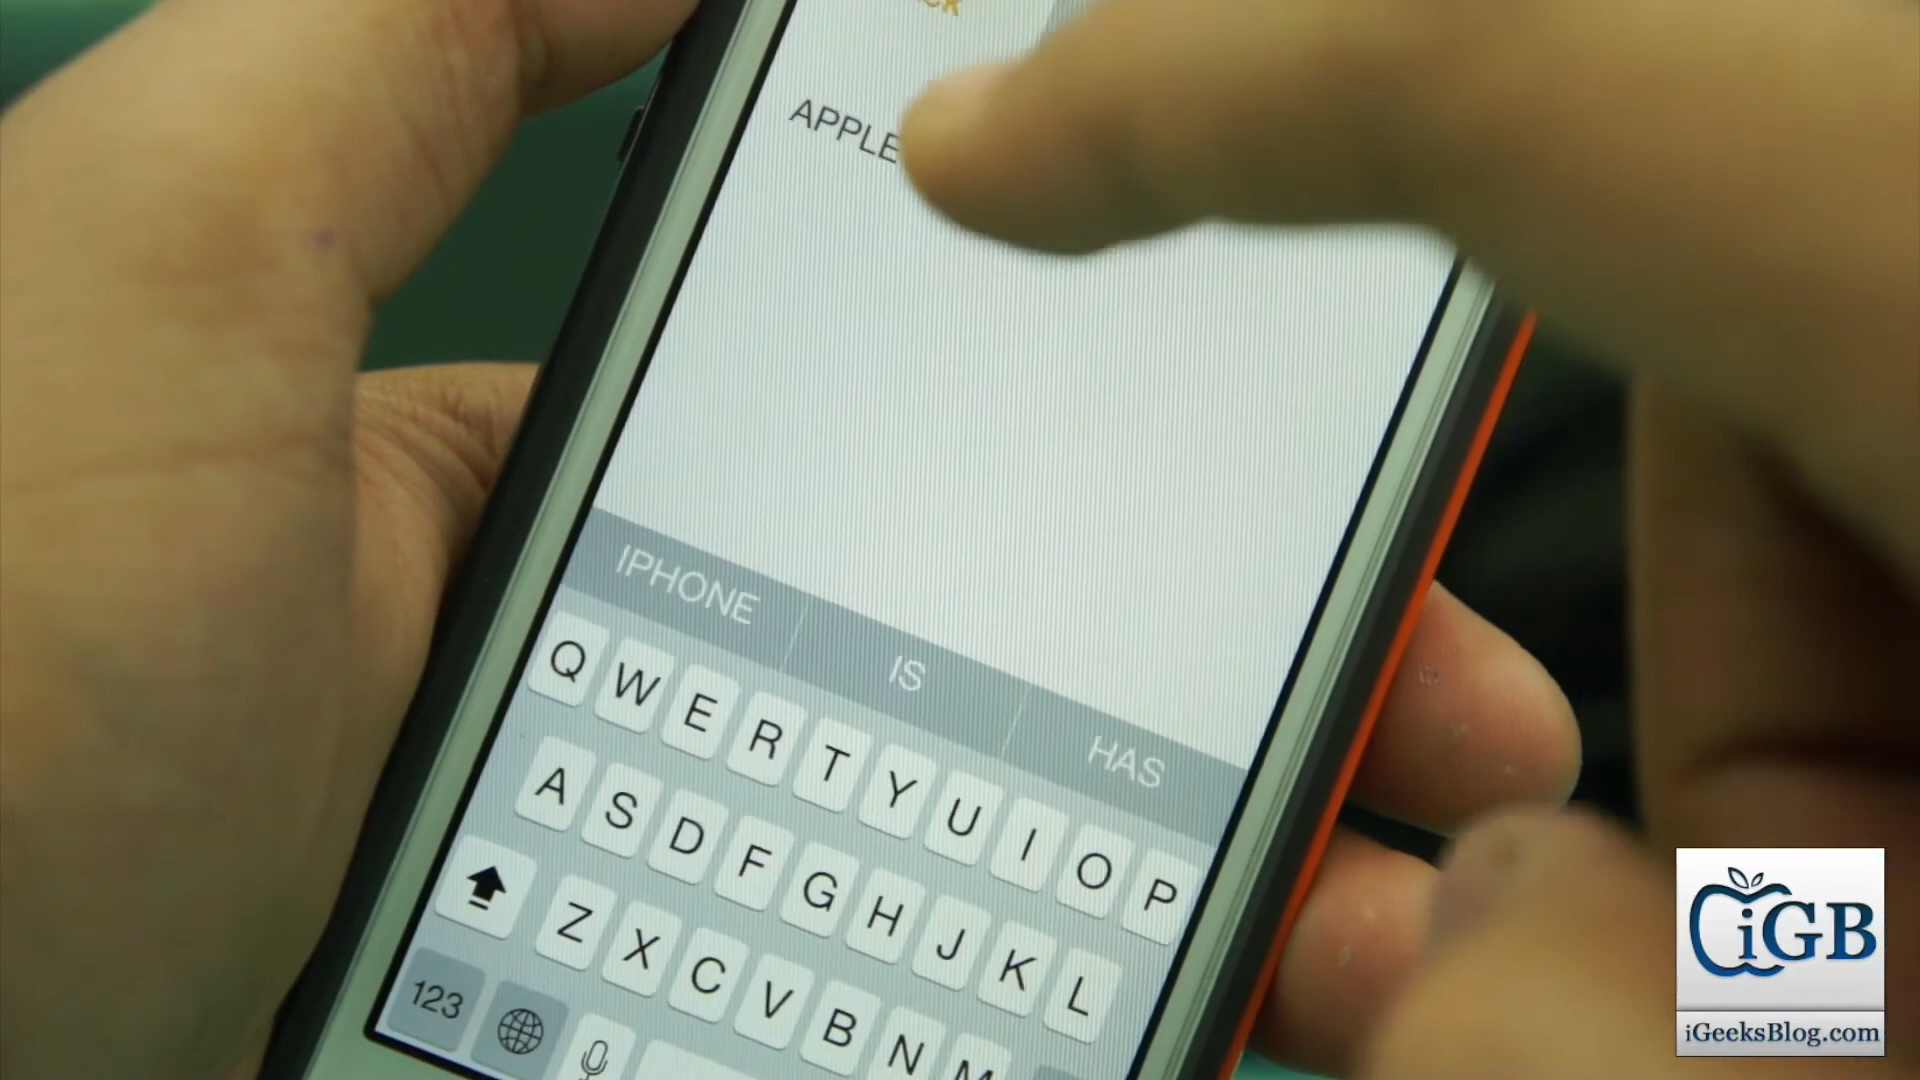 APPLE
IPHONE IS HAS
Q W E R T Y U I O P
A S D F G H J K L
Z X C V B N M
123
iGB
iGeeksBlog.com